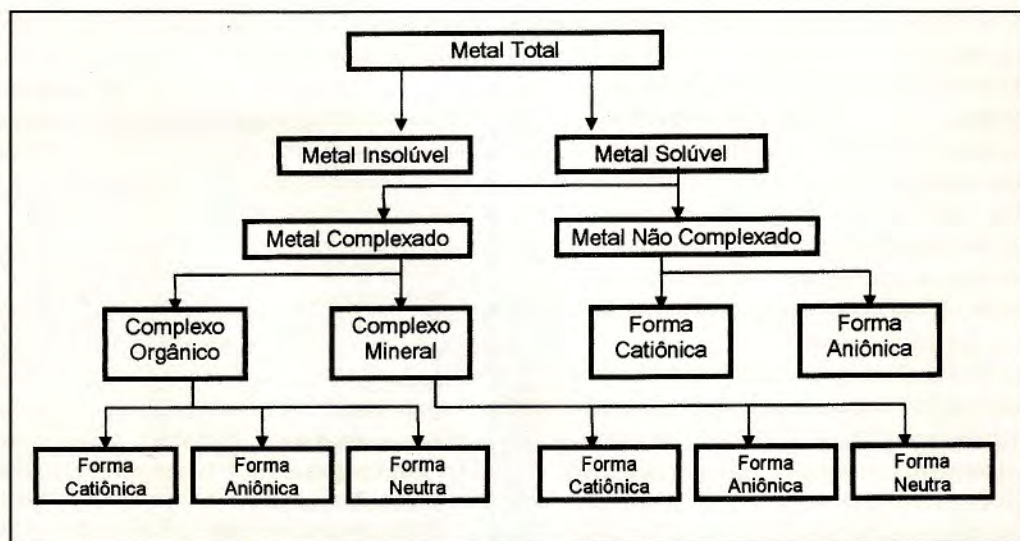 Metal Total
Metal Insolúvel
Metal Solúvel
Metal Complexado
Metal Não Complexado
Complexo
Orgânico
Complexo
Mineral
Forma
Catiônica
Forma
Aniônica
Forma
Catiônica
Forma
Aniônica
Forma
Neutra
Forma
Catiônica
Forma
Aniônica
Forma
Neutra